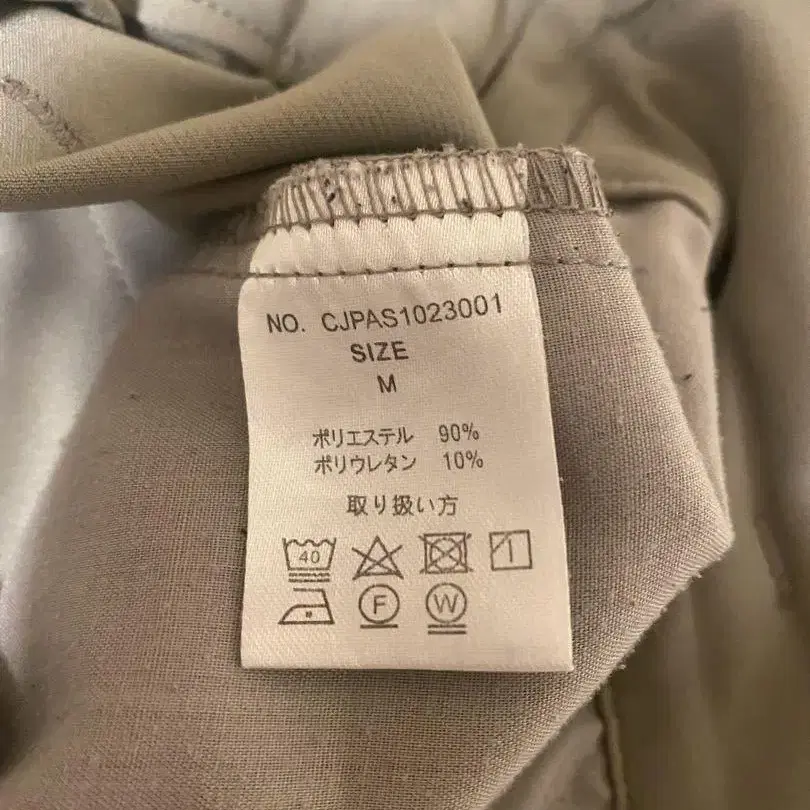 NO. CJPAS1023001
SIZE
M
ポリエステル 90%
ポリウレタン 10%
取り扱い方
40
F W